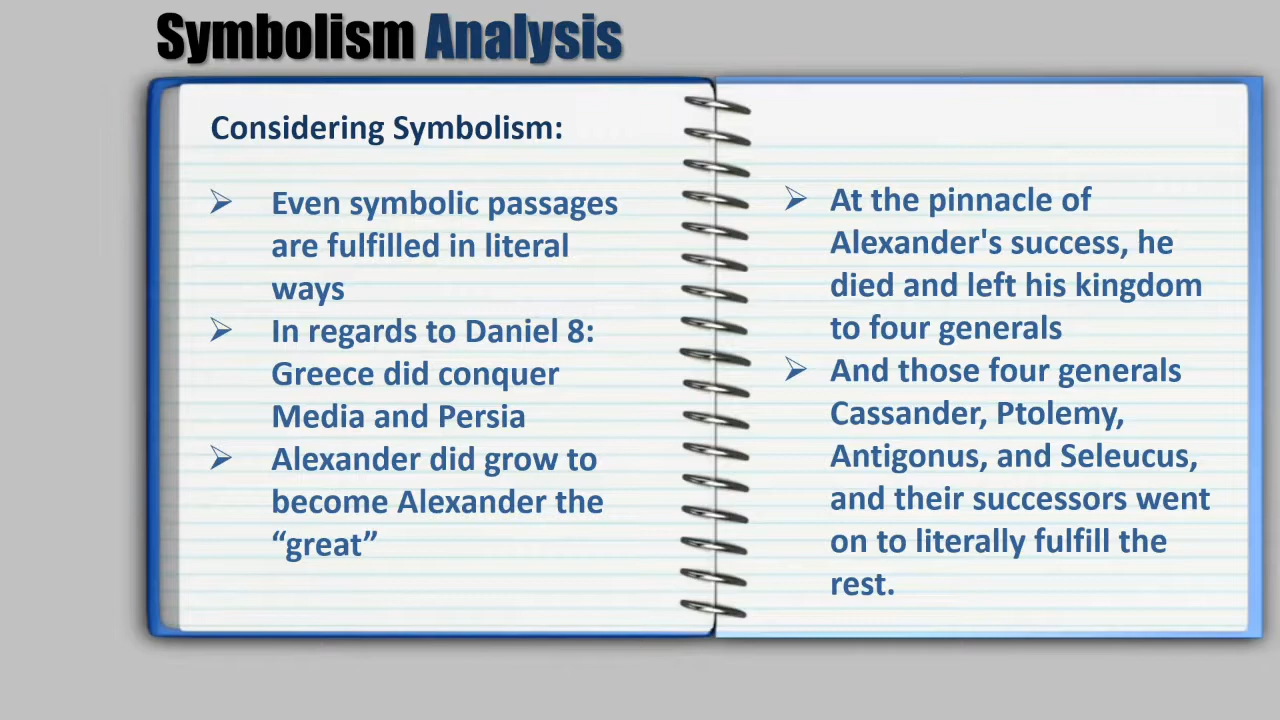 Symbolism Analysis
Considering Symbolism:
➢ Even symbolic passages
are fulfilled in literal
ways
➢ In regards to Daniel 8:
Greece did conquer
Media and Persia
➢ Alexander did grow to
become Alexander the
“great”
➢ At the pinnacle of
Alexander's success, he
died and left his kingdom
to four generals
➢ And those four generals
Cassander, Ptolemy,
Antigonus, and Seleucus,
and their successors went
on to literally fulfill the
rest.